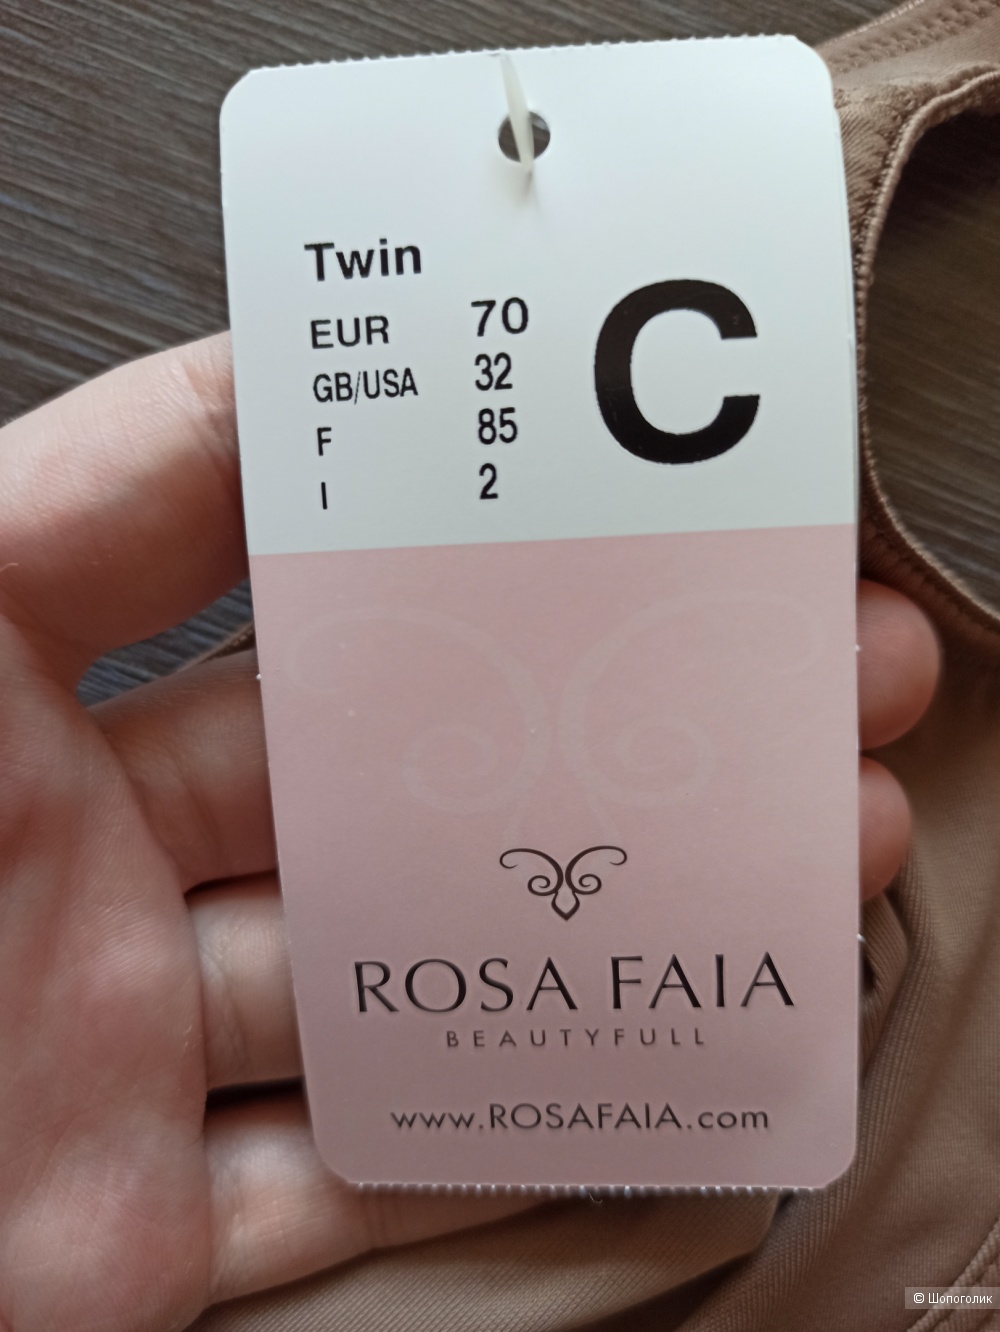 Twin
EUR 70 C
GB/USA 32
F 85
I 2
ROSA FAIA
BEAUTYFULL
www.ROSAFAIA.com
© Шопоголик